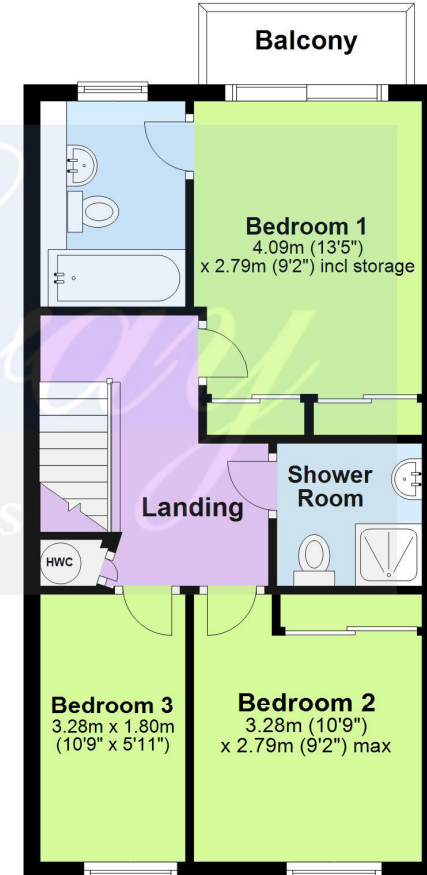 Balcony
Bedroom 1
4.09m (13'5")
x 2.79m (9'2") incl storage
Shower
Room
Landing
HWC
Bedroom 3
3.28m x 1.80m
(10'9" x 5'11")
Bedroom 2
3.28m (10'9")
x 2.79m (9'2") max